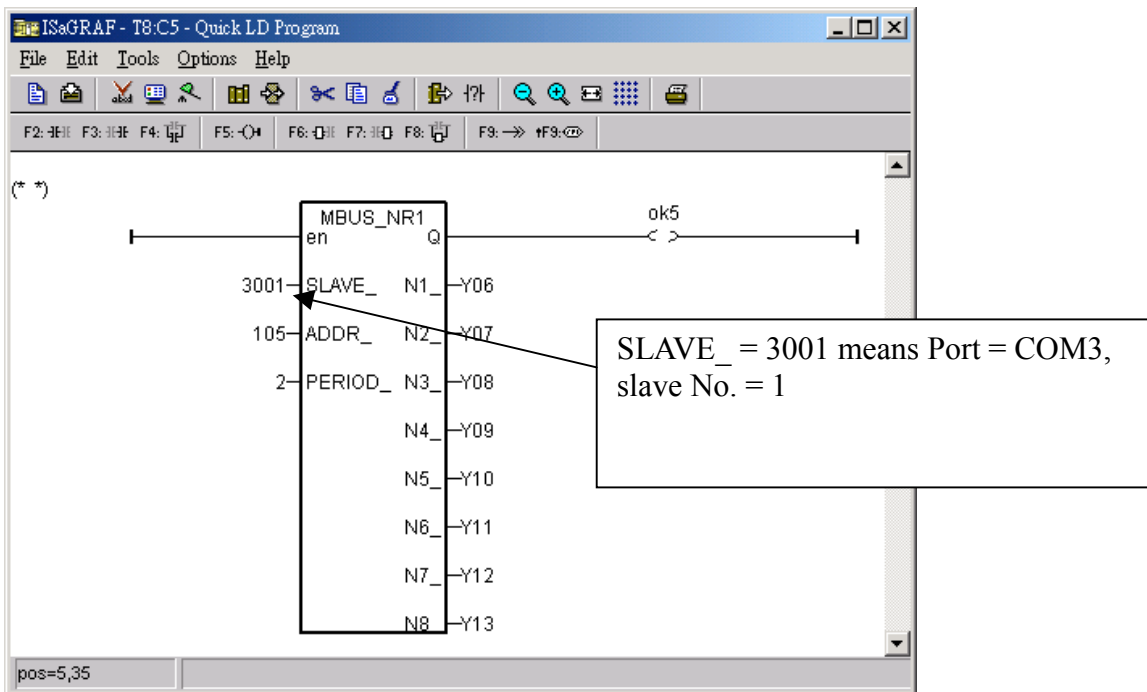 ISaGRAF - T8:C5 - Quick LD Program
File Edit Tools Options Help
F2: F3: F4: F5: F6: F7: F8: F9: ↑F9:
(* *)
MBUS_NR1
ok5
en Q
3001 SLAVE_ N1_ Y06
105 ADDR_ N2_ Y07
2 PERIOD_ N3_ Y08
N4_ Y09
N5_ Y10
N6_ Y11
N7_ Y12
N8 Y13
SLAVE_ = 3001 means Port = COM3,
slave No. = 1
pos=5,35